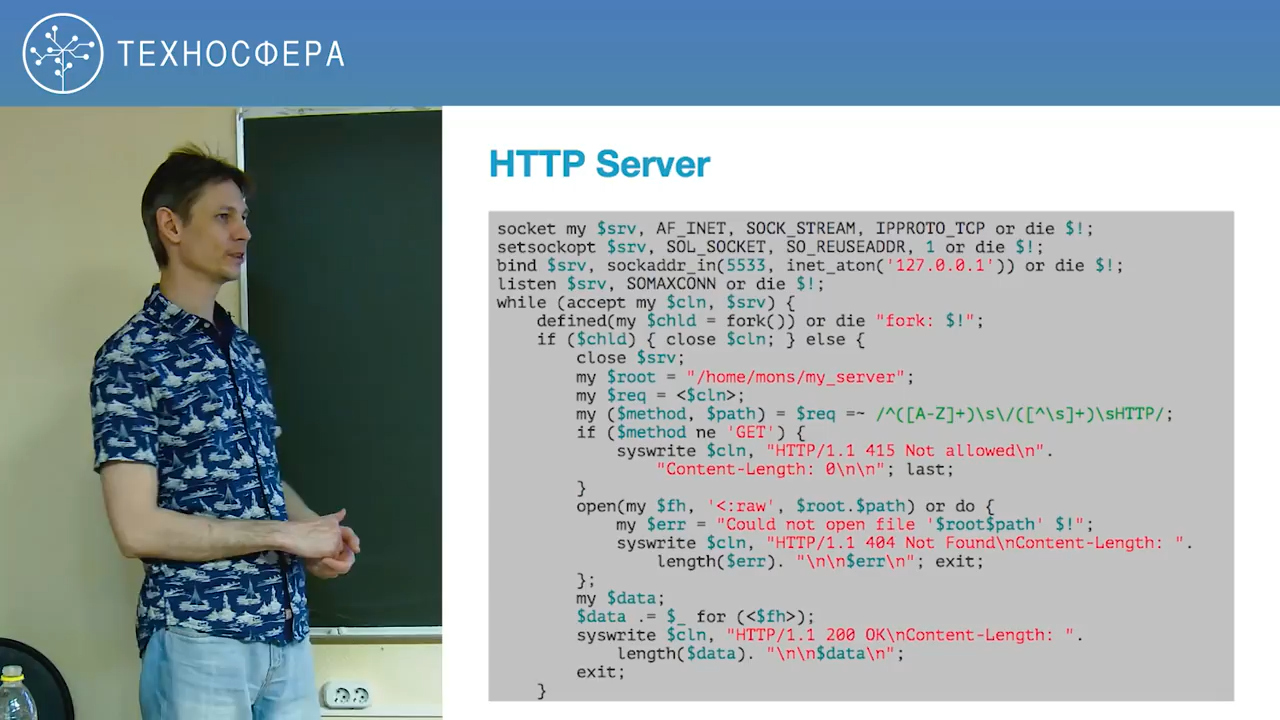 ТЕХНОСФЕРА
HTTP Server
socket my $srv, AF_INET, SOCK_STREAM, IPPROTO_TCP or die $!;
setsockopt $srv, SOL_SOCKET, SO_REUSEADDR, 1 or die $!;
bind $srv, sockaddr_in(5533, inet_aton('127.0.0.1')) or die $!;
listen $srv, SOMAXCONN or die $!;
while (accept my $cln, $srv) {
    defined(my $chld = fork()) or die "fork: $!";
    if ($chld) { close $cln; } else {
        close $srv;
        my $root = "/home/mons/my_server";
        my $req = <$cln>;
        my ($method, $path) = $req =~ /^([A-Z]+)\s\/([^\s]+)\sHTTP/;
        if ($method ne 'GET') {
            syswrite $cln, "HTTP/1.1 415 Not allowed\n".
                "Content-Length: 0\n\n"; last;
        }
        open(my $fh, '<:raw', $root.$path) or do {
            my $err = "Could not open file '$root$path' $!";
            syswrite $cln, "HTTP/1.1 404 Not Found\nContent-Length: ".
                length($err). "\n\n$err\n"; exit;
        };
        my $data;
        $data .= $_ for (<$fh>);
        syswrite $cln, "HTTP/1.1 200 OK\nContent-Length: ".
            length($data). "\n\n$data\n";
        exit;
    }